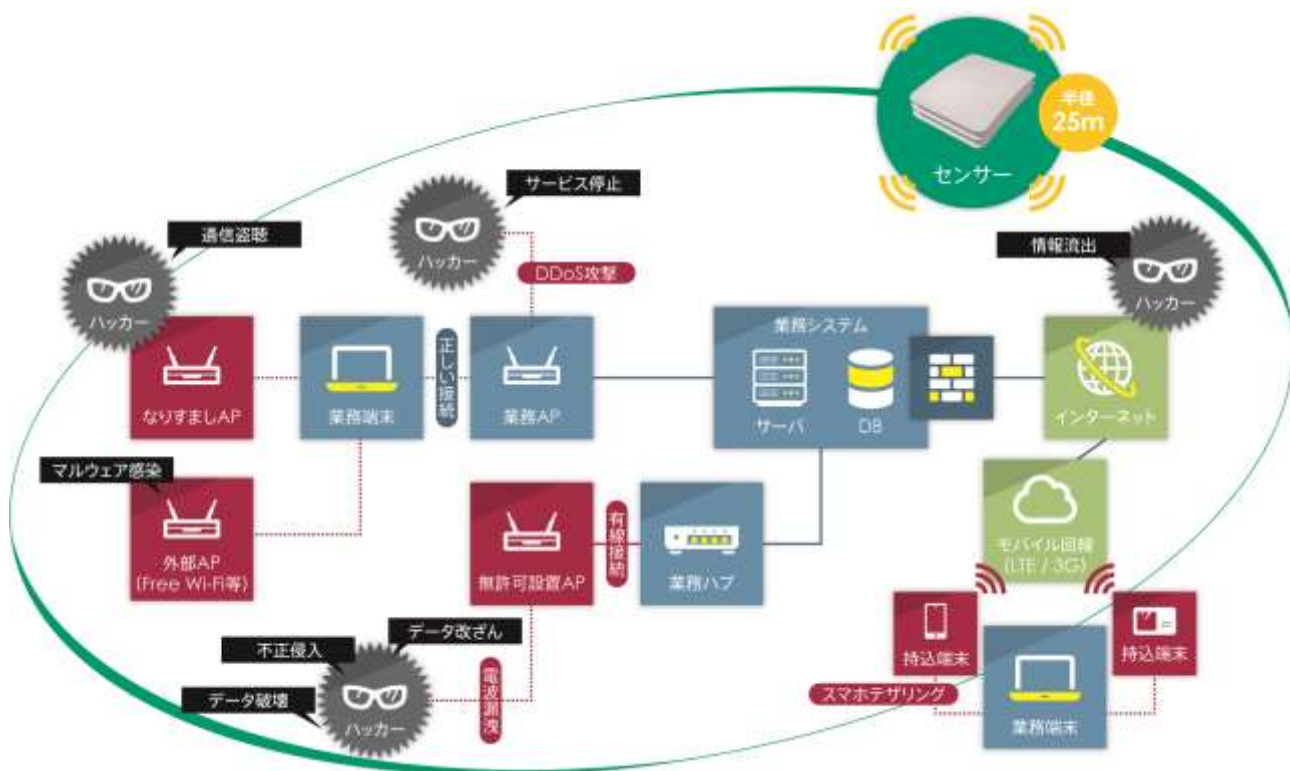 半径
25m
センサー
サービス停止
ハッカー
通信盗聴
ハッカー
DDoS攻撃
情報流出
ハッカー
なりすましAP
業務端末
正しい接続
業務AP
業務システム
サーバ
DB
インターネット
マルウェア感染
外部AP
(Free Wi-Fi等)
無許可設置AP
有線接続
業務ハブ
モバイル回線
(LTE / 3G)
持込端末
持込端末
スマホテザリング
業務端末
データ改ざん
不正侵入
データ破壊
ハッカー
電波漏洩